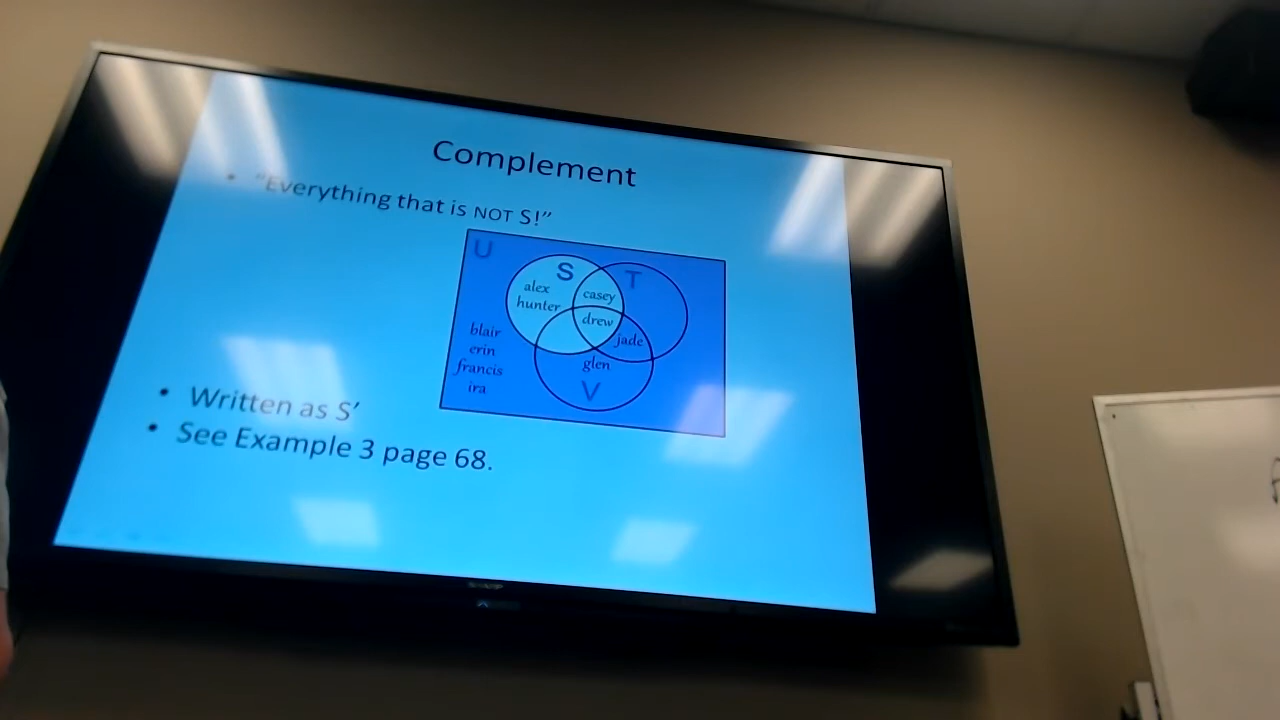 Complement
• “Everything that is NOT S!”
U
S
T
alex
casey
hunter
drew
blair
jade
erin
glen
francis
ira
V
• Written as S′
• See Example 3 page 68.
SHARP